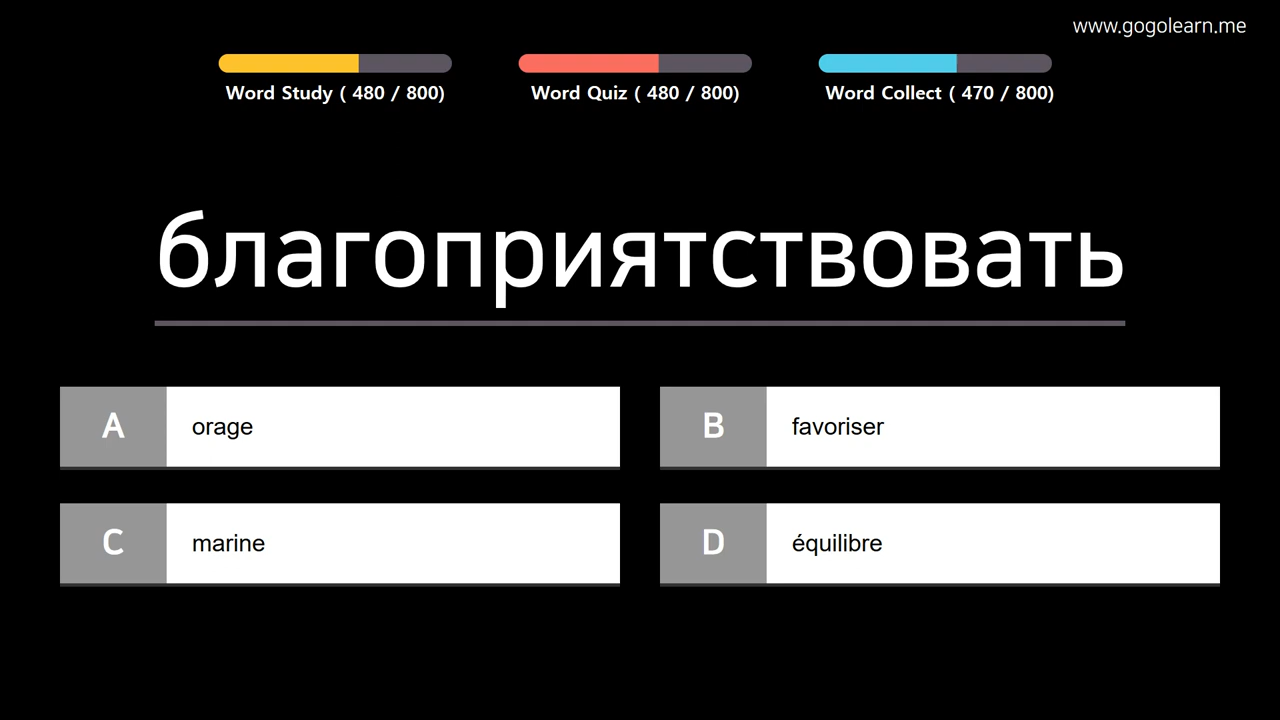 www.gogolearn.me
Word Study ( 480 / 800)
Word Quiz ( 480 / 800)
Word Collect ( 470 / 800)
благоприятствовать
A orage
B favoriser
C marine
D équilibre